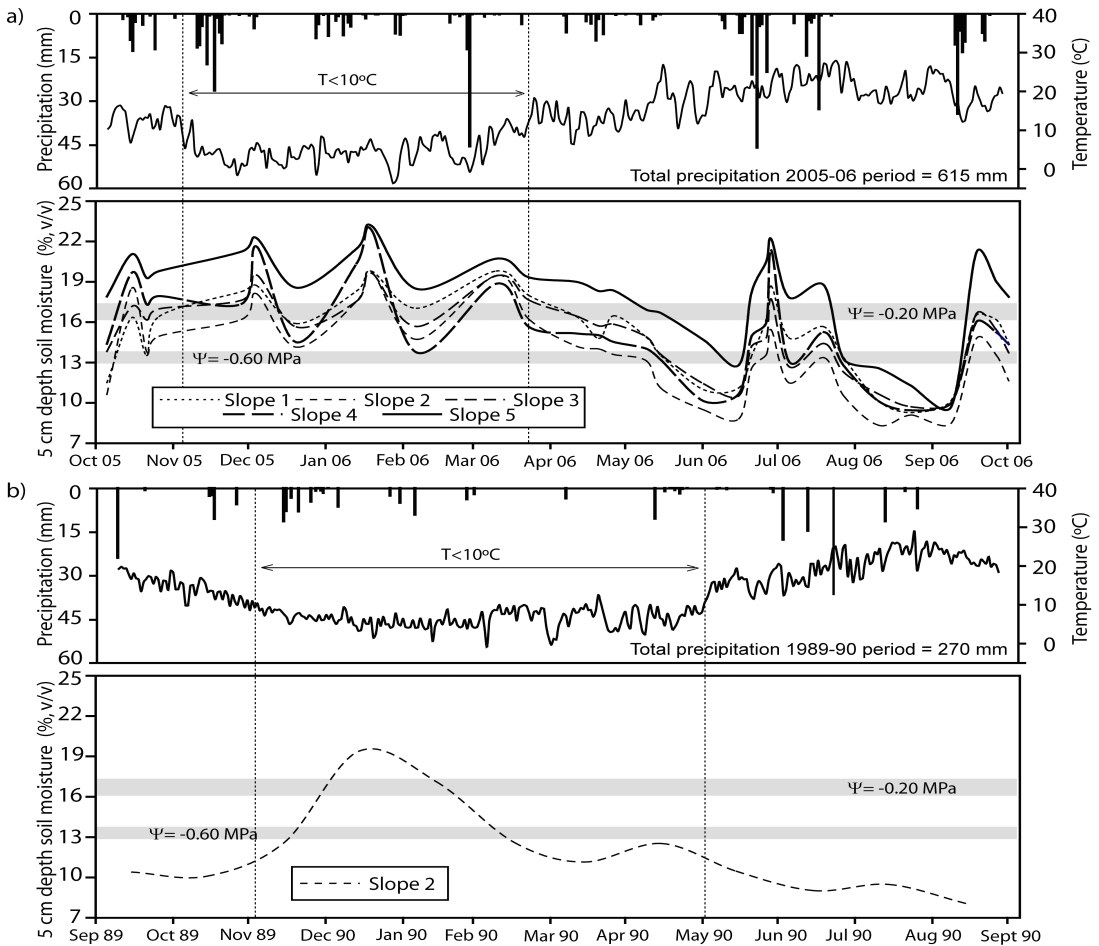 a)
0
15
30
45
60
Precipitation (mm)
40
30
20
10
0
Temperature (ºC)
T<10ºC
Total precipitation 2005-06 period = 615 mm
25
22
19
16
13
10
7
5 cm depth soil moisture (%, v/v)
Ψ= -0.20 MPa
Ψ= -0.60 MPa
Slope 1 Slope 2 Slope 3
Slope 4 Slope 5
Oct 05 Nov 05 Dec 05 Jan 06 Feb 06 Mar 06 Apr 06 May 06 Jun 06 Jul 06 Aug 06 Sep 06 Oct 06
b)
0
15
30
45
60
Precipitation (mm)
40
30
20
10
0
Temperature (ºC)
T<10ºC
Total precipitation 1989-90 period = 270 mm
25
22
19
16
13
10
7
5 cm depth soil moisture (%, v/v)
Ψ= -0.20 MPa
Ψ= -0.60 MPa
Slope 2
Sep 89 Oct 89 Nov 89 Dec 90 Jan 90 Feb 90 Mar 90 Apr 90 May 90 Jun 90 Jul 90 Aug 90 Sept 90